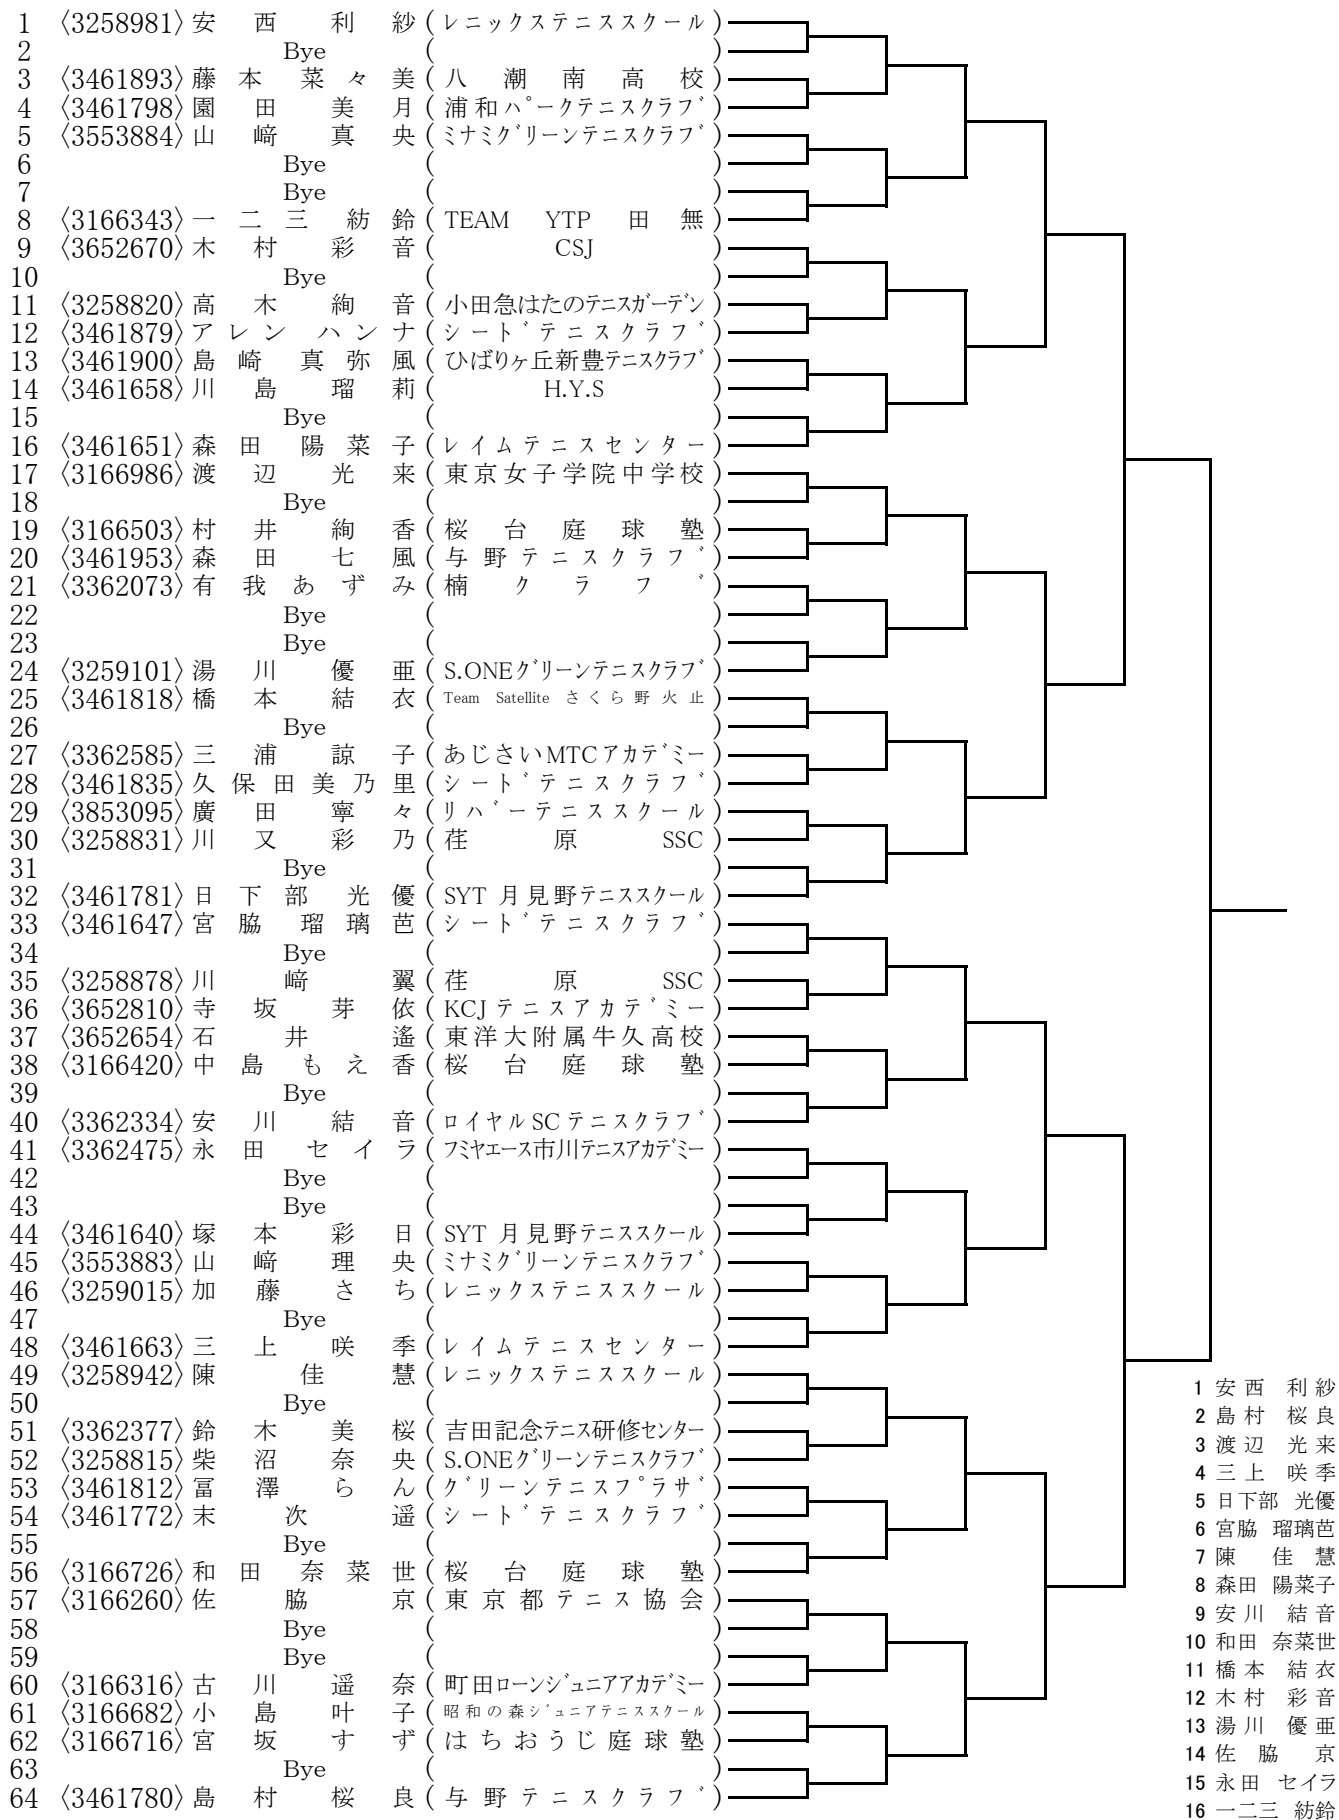 1 〈3258981〉 安西 利紗 (レニックステニススクール)
2 Bye ( )
3 〈3461893〉 藤本 菜々美 (八潮南高校)
4 〈3461798〉 園田 美月 (浦和パークテニスクラブ)
5 〈3553884〉 山﨑 真央 (ミナミグリーンテニスクラブ)
6 Bye ( )
7 Bye ( )
8 〈3166343〉 一二三 紡鈴 (TEAM YTP 田無)
9 〈3652670〉 木村 彩音 (CSJ)
10 Bye ( )
11 〈3258820〉 高木 絢音 (小田急はたのテニスガーデン)
12 〈3461879〉 アレン ハンナ (シードテニスクラブ)
13 〈3461900〉 島崎 真弥風 (ひばりヶ丘新豊テニスクラブ)
14 〈3461658〉 川島 瑠莉 (H.Y.S)
15 Bye ( )
16 〈3461651〉 森田 陽菜子 (レイムテニスセンター)
17 〈3166986〉 渡辺 光来 (東京女子学院中学校)
18 Bye ( )
19 〈3166503〉 村井 絢香 (桜台庭球塾)
20 〈3461953〉 森田 七風 (与野テニスクラブ)
21 〈3362073〉 有我 あずみ (楠クラブ)
22 Bye ( )
23 Bye ( )
24 〈3259101〉 湯川 優亜 (S.ONEグリーンテニスクラブ)
25 〈3461818〉 橋本 結衣 (Team Satellite さくら野火止)
26 Bye ( )
27 〈3362585〉 三浦 諒子 (あじさいMTCアカデミー)
28 〈3461835〉 久保田 美乃里 (シードテニスクラブ)
29 〈3853095〉 廣田 寧々 (リバーテニススクール)
30 〈3258831〉 川又 彩乃 (荏原 SSC)
31 Bye ( )
32 〈3461781〉 日下部 光優 (SYT 月見野テニススクール)
33 〈3461647〉 宮脇 瑠璃芭 (シードテニスクラブ)
34 Bye ( )
35 〈3258878〉 川﨑 翼 (荏原 SSC)
36 〈3652810〉 寺坂 芽依 (KCJ テニスアカデミー)
37 〈3652654〉 石井 遙 (東洋大附属牛久高校)
38 〈3166420〉 中島 もえ香 (桜台庭球塾)
39 Bye ( )
40 〈3362334〉 安川 結音 (ロイヤルSCテニスクラブ)
41 〈3362475〉 永田 セイラ (フミヤエース市川テニスアカデミー)
42 Bye ( )
43 Bye ( )
44 〈3461640〉 塚本 彩日 (SYT 月見野テニススクール)
45 〈3553883〉 山﨑 理央 (ミナミグリーンテニスクラブ)
46 〈3259015〉 加藤 さち (レニックステニススクール)
47 Bye ( )
48 〈3461663〉 三上 咲季 (レイムテニスセンター)
49 〈3258942〉 陳 佳慧 (レニックステニススクール)
50 Bye ( )
51 〈3362377〉 鈴木 美桜 (吉田記念テニス研修センター)
52 〈3258815〉 柴沼 奈央 (S.ONEグリーンテニスクラブ)
53 〈3461812〉 冨澤 らん (グリーンテニスプラザ)
54 〈3461772〉 末次 遥 (シードテニスクラブ)
55 Bye ( )
56 〈3166726〉 和田 奈菜世 (桜台庭球塾)
57 〈3166260〉 佐脇 京 (東京都テニス協会)
58 Bye ( )
59 Bye ( )
60 〈3166316〉 古川 遥奈 (町田ローンジュニアアカデミー)
61 〈3166682〉 小島 叶子 (昭和の森ジュニアテニススクール)
62 〈3166716〉 宮坂 すず (はちおうじ庭球塾)
63 Bye ( )
64 〈3461780〉 島村 桜良 (与野テニスクラブ)
1 安西 利紗
2 島村 桜良
3 渡辺 光来
4 三上 咲季
5 日下部 光優
6 宮脇 瑠璃芭
7 陳 佳慧
8 森田 陽菜子
9 安川 結音
10 和田 奈菜世
11 橋本 結衣
12 木村 彩音
13 湯川 優亜
14 佐脇 京
15 永田 セイラ
16 一二三 紡鈴